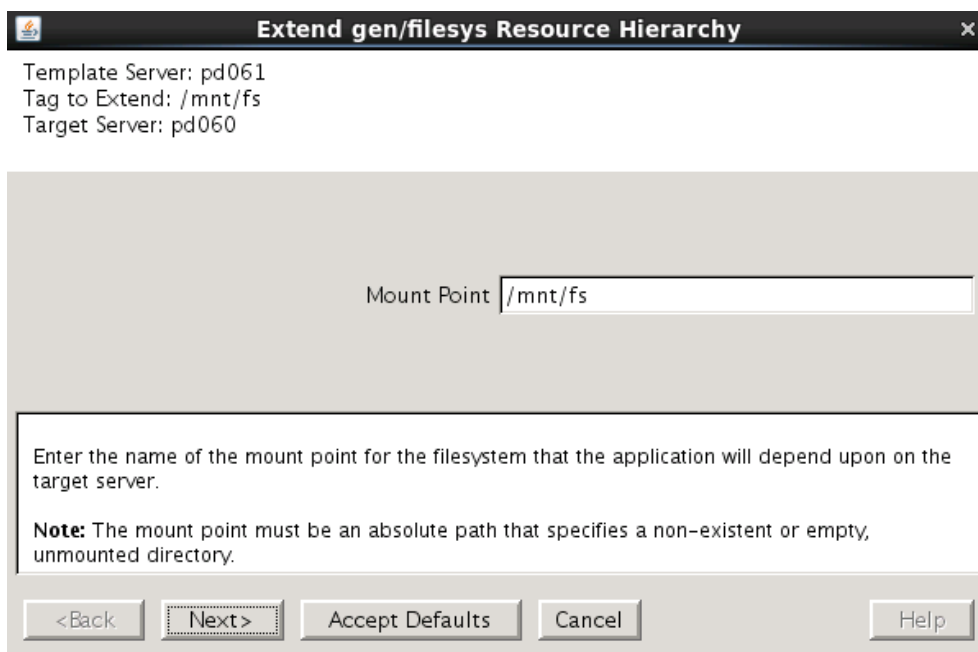 Extend gen/filesys Resource Hierarchy
Template Server: pd061
Tag to Extend: /mnt/fs
Target Server: pd060
Mount Point /mnt/fs
Enter the name of the mount point for the filesystem that the application will depend upon on the
target server.
Note: The mount point must be an absolute path that specifies a non-existent or empty,
unmounted directory.
<Back Next> Accept Defaults Cancel Help